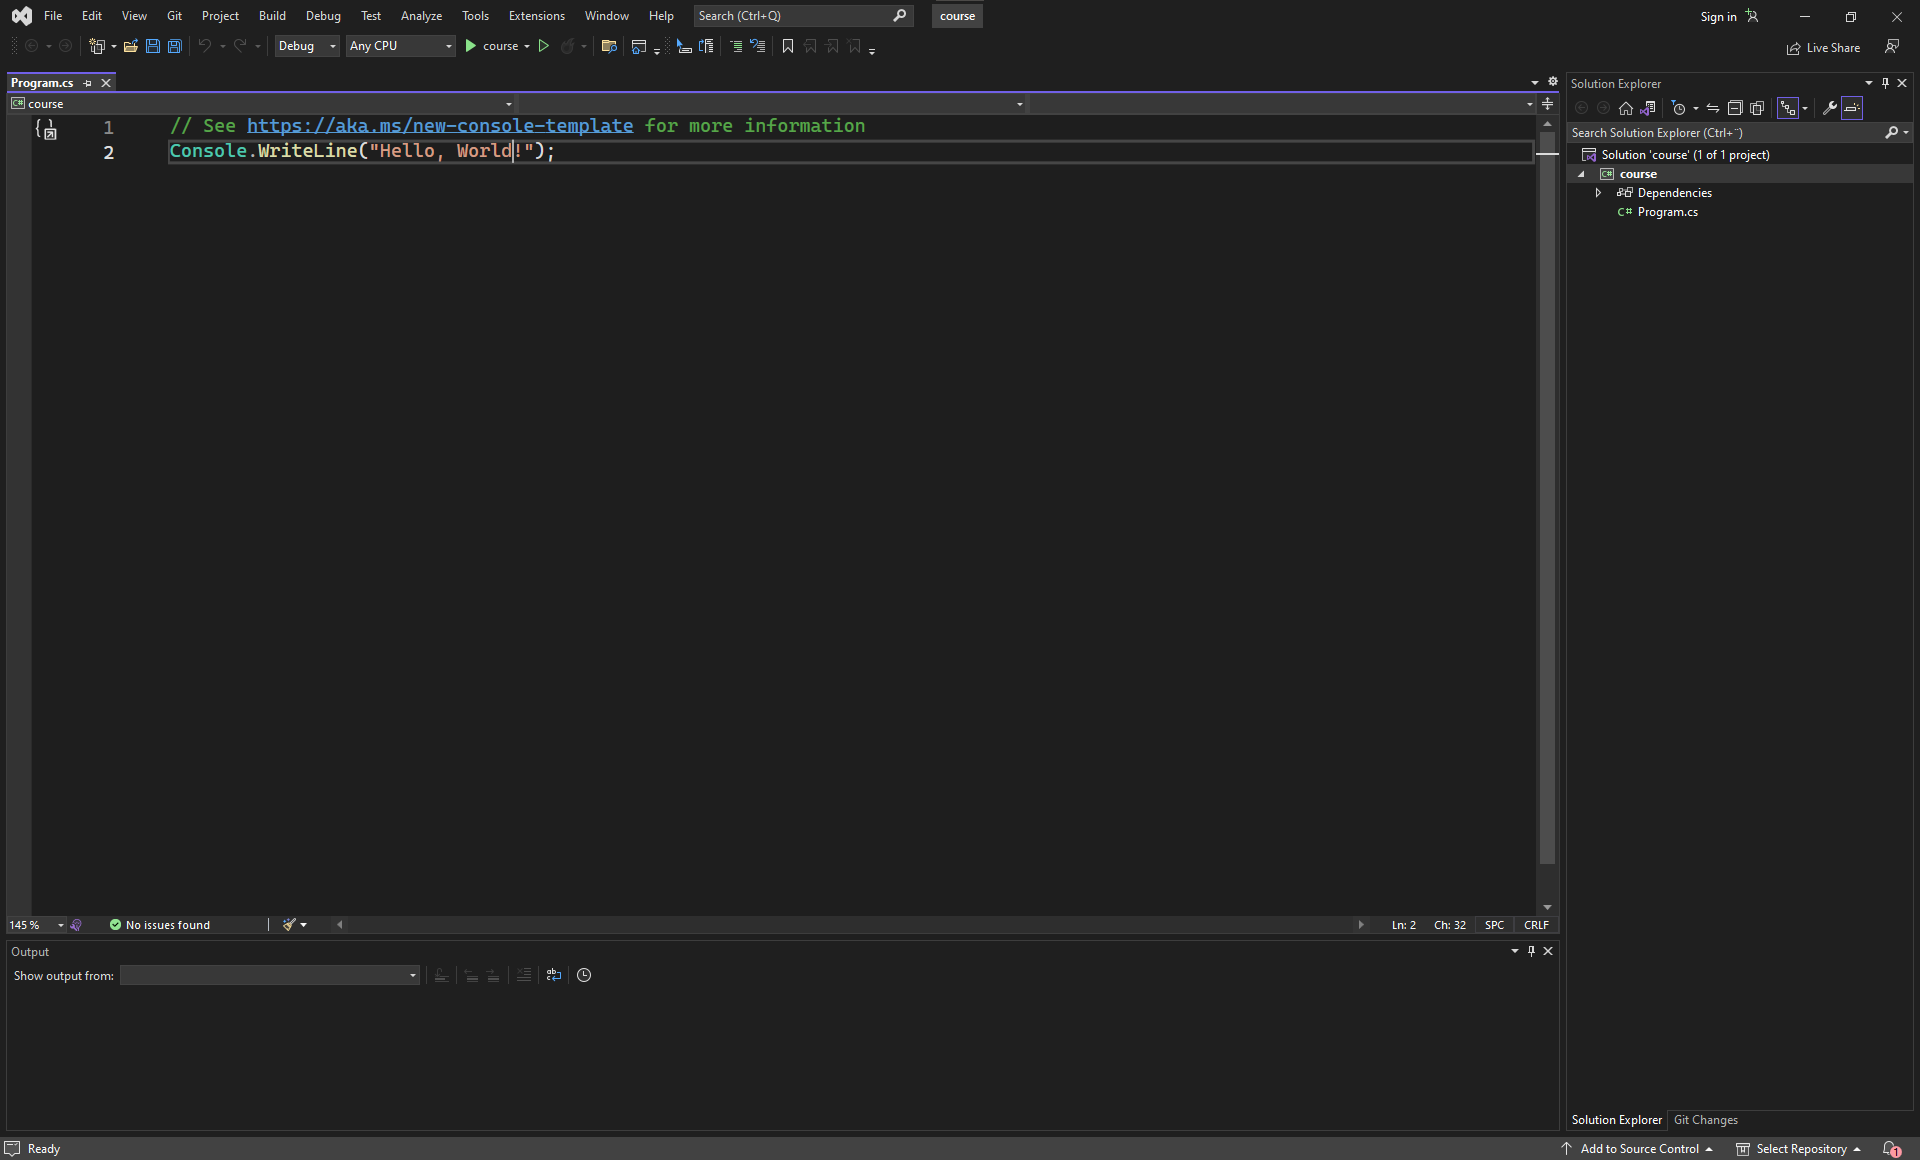 File Edit View Git Project Build Debug Test Analyze Tools Extensions Window Help Search (Ctrl+Q) course Sign in
Debug Any CPU course Live Share
Program.cs
course
1 // See https://aka.ms/new-console-template for more information
2 Console.WriteLine("Hello, World!");
145 % No issues found Ln: 2 Ch: 32 SPC CRLF
Output
Show output from:
Solution Explorer
Search Solution Explorer (Ctrl+¨)
Solution 'course' (1 of 1 project)
C# course
Dependencies
C# Program.cs
Solution Explorer Git Changes
Ready Add to Source Control Select Repository 1